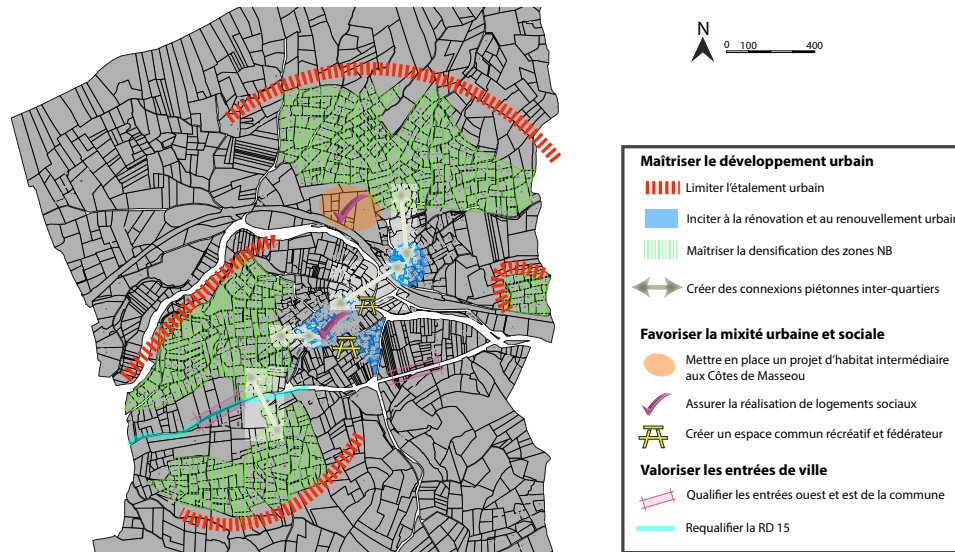 N
0 100 400
Maîtriser le développement urbain
Limiter l'étalement urbain
Inciter à la rénovation et au renouvellement urbain
Maîtriser la densification des zones NB
Créer des connexions piétonnes inter-quartiers
Favoriser la mixité urbaine et sociale
Mettre en place un projet d'habitat intermédiaire
aux Côtes de Masseou
Assurer la réalisation de logements sociaux
Créer un espace commun récréatif et fédérateur
Valoriser les entrées de ville
Qualifier les entrées ouest et est de la commune
Requalifier la RD 15